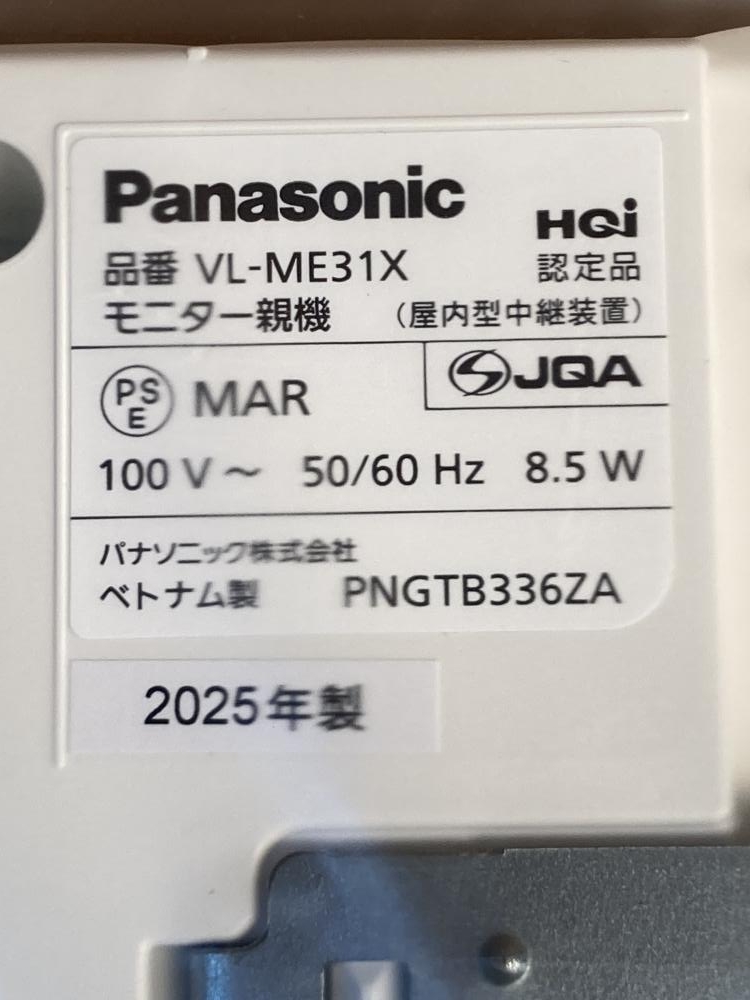 Panasonic
HQi
品番 VL-ME31X 認定品
モニター親機 (屋内型中継装置)
PS
E
MAR
JQA
100 V～ 50/60 Hz 8.5 W
パナソニック株式会社
ベトナム製 PNGTB336ZA
2025年製